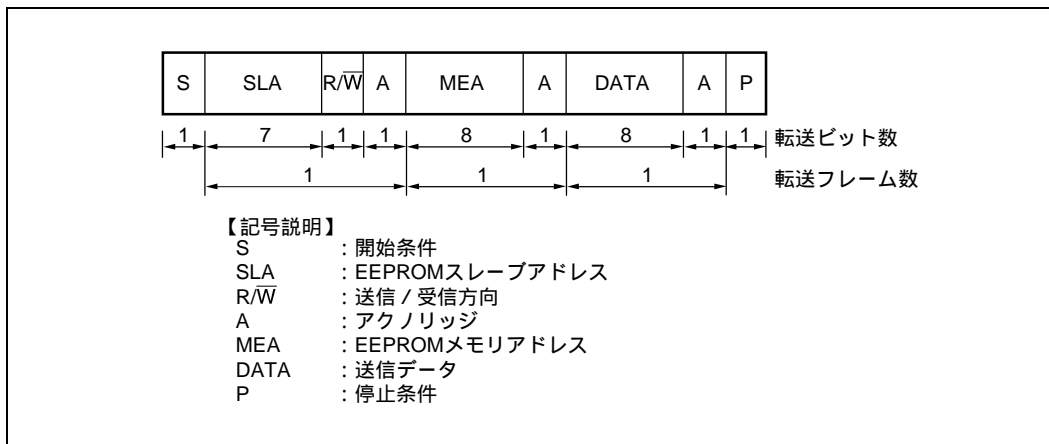 S SLA R/W̅ A MEA A DATA A P
1 7 1 1 8 1 8 1 1 転送ビット数
1 1 1 転送フレーム数
【記号説明】
S :開始条件
SLA :EEPROMスレーブアドレス
R/W̅ :送信/受信方向
A :アクノリッジ
MEA :EEPROMメモリアドレス
DATA :送信データ
P :停止条件